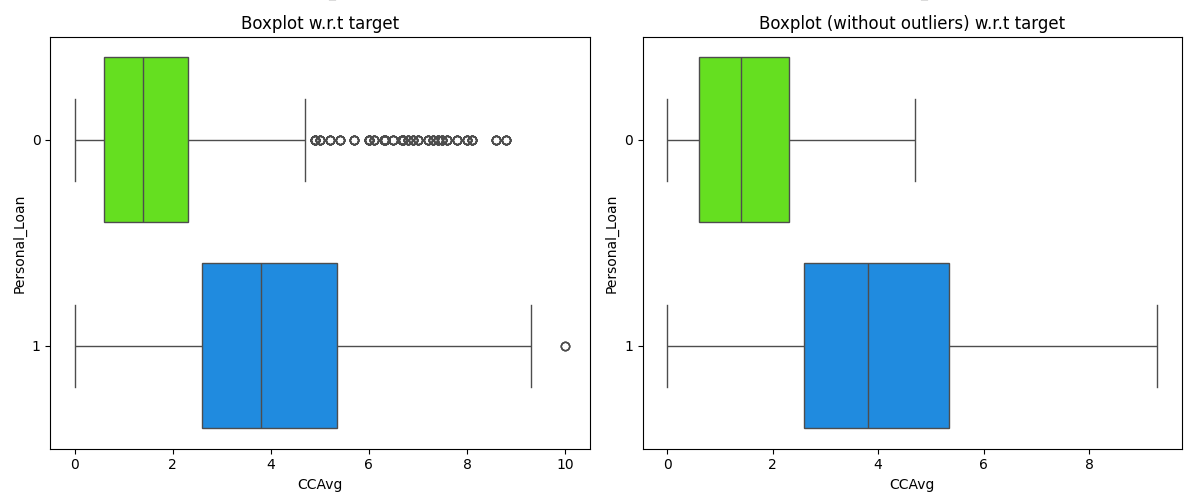 Boxplot w.r.t target
0
1
Personal_Loan
0 2 4 6 8 10
CCAvg
Boxplot (without outliers) w.r.t target
0
1
Personal_Loan
0 2 4 6 8
CCAvg